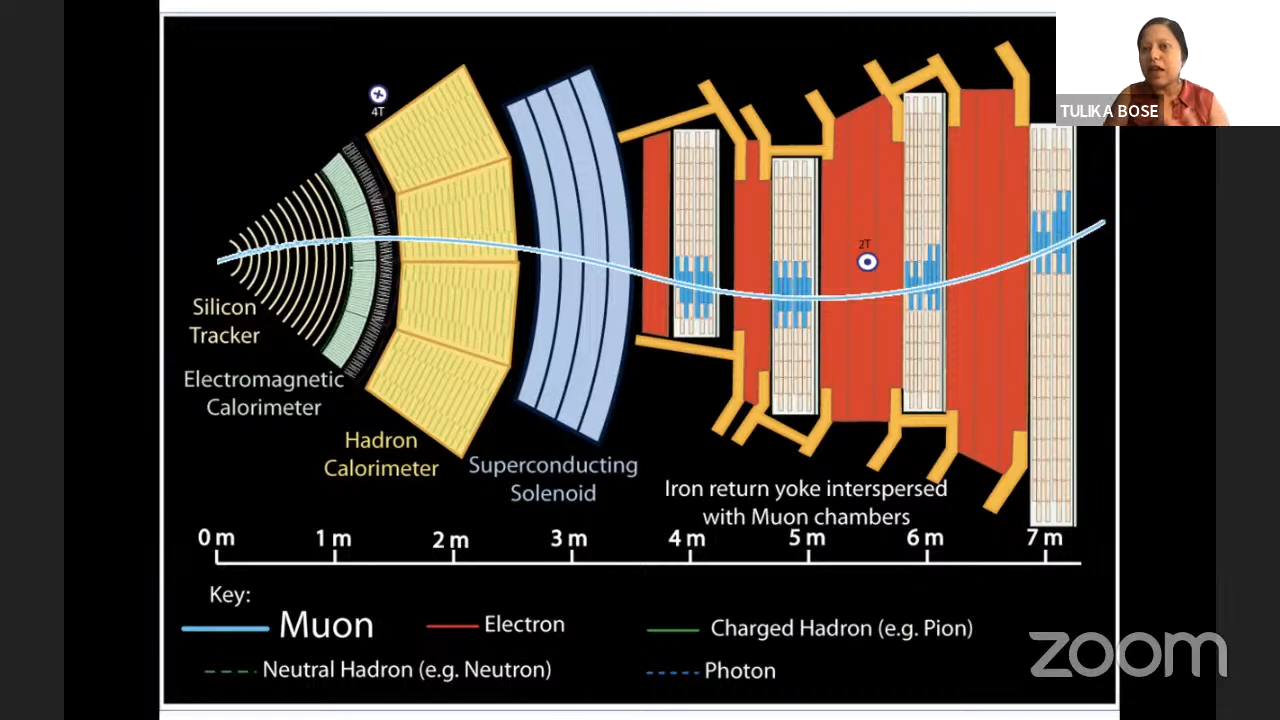 TULIKA BOSE
4T
2T
Silicon
Tracker
Electromagnetic
Calorimeter
Hadron
Calorimeter
Superconducting
Solenoid
Iron return yoke interspersed
with Muon chambers
0 m 1 m 2 m 3 m 4 m 5 m 6 m 7 m
Key:
Muon Electron Charged Hadron (e.g. Pion)
Neutral Hadron (e.g. Neutron) Photon
zoom